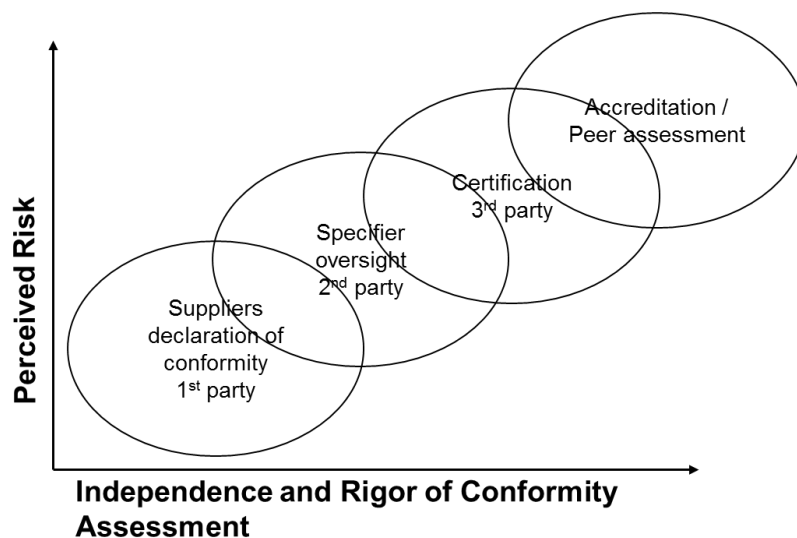 Accreditation /
Peer assessment
Certification
3rd party
Specifier
oversight
2nd party
Suppliers
declaration of
conformity
1st party
Perceived Risk
Independence and Rigor of Conformity
Assessment